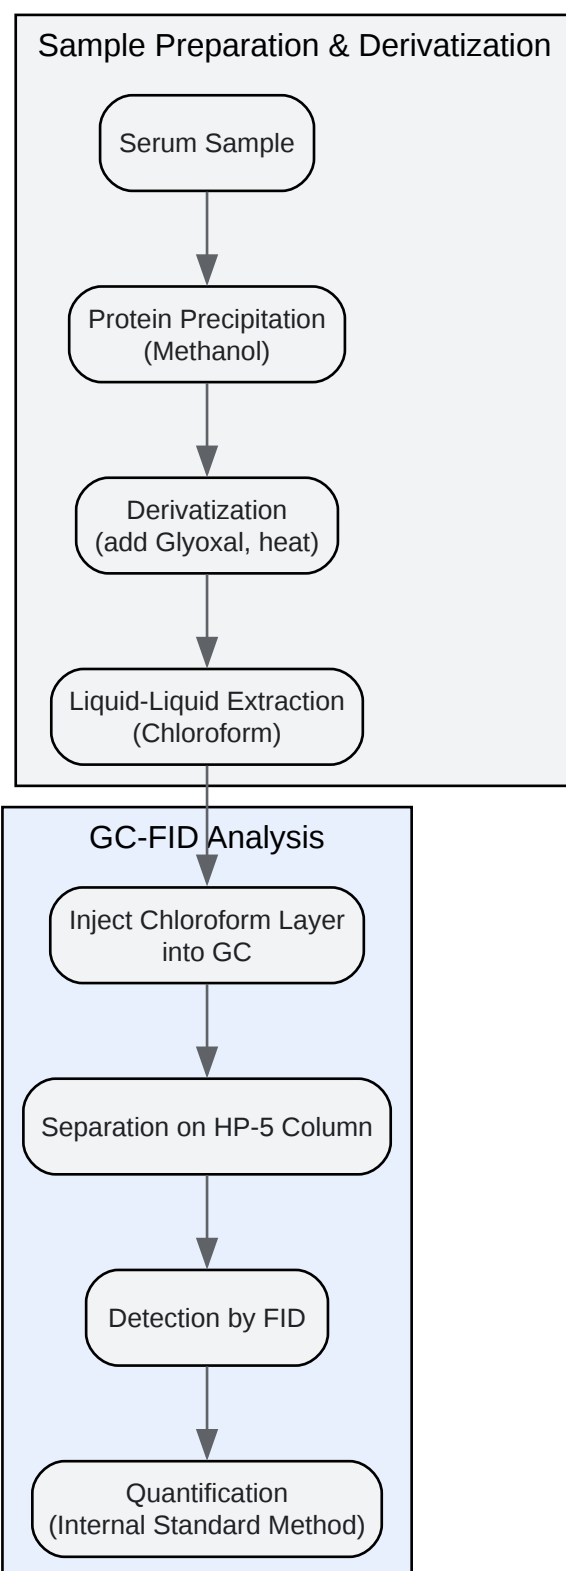 Sample Preparation & Derivatization
Serum Sample
Protein Precipitation
(Methanol)
Derivatization
(add Glyoxal, heat)
Liquid-Liquid Extraction
(Chloroform)
GC-FID Analysis
Inject Chloroform Layer
into GC
Separation on HP-5 Column
Detection by FID
Quantification
(Internal Standard Method)